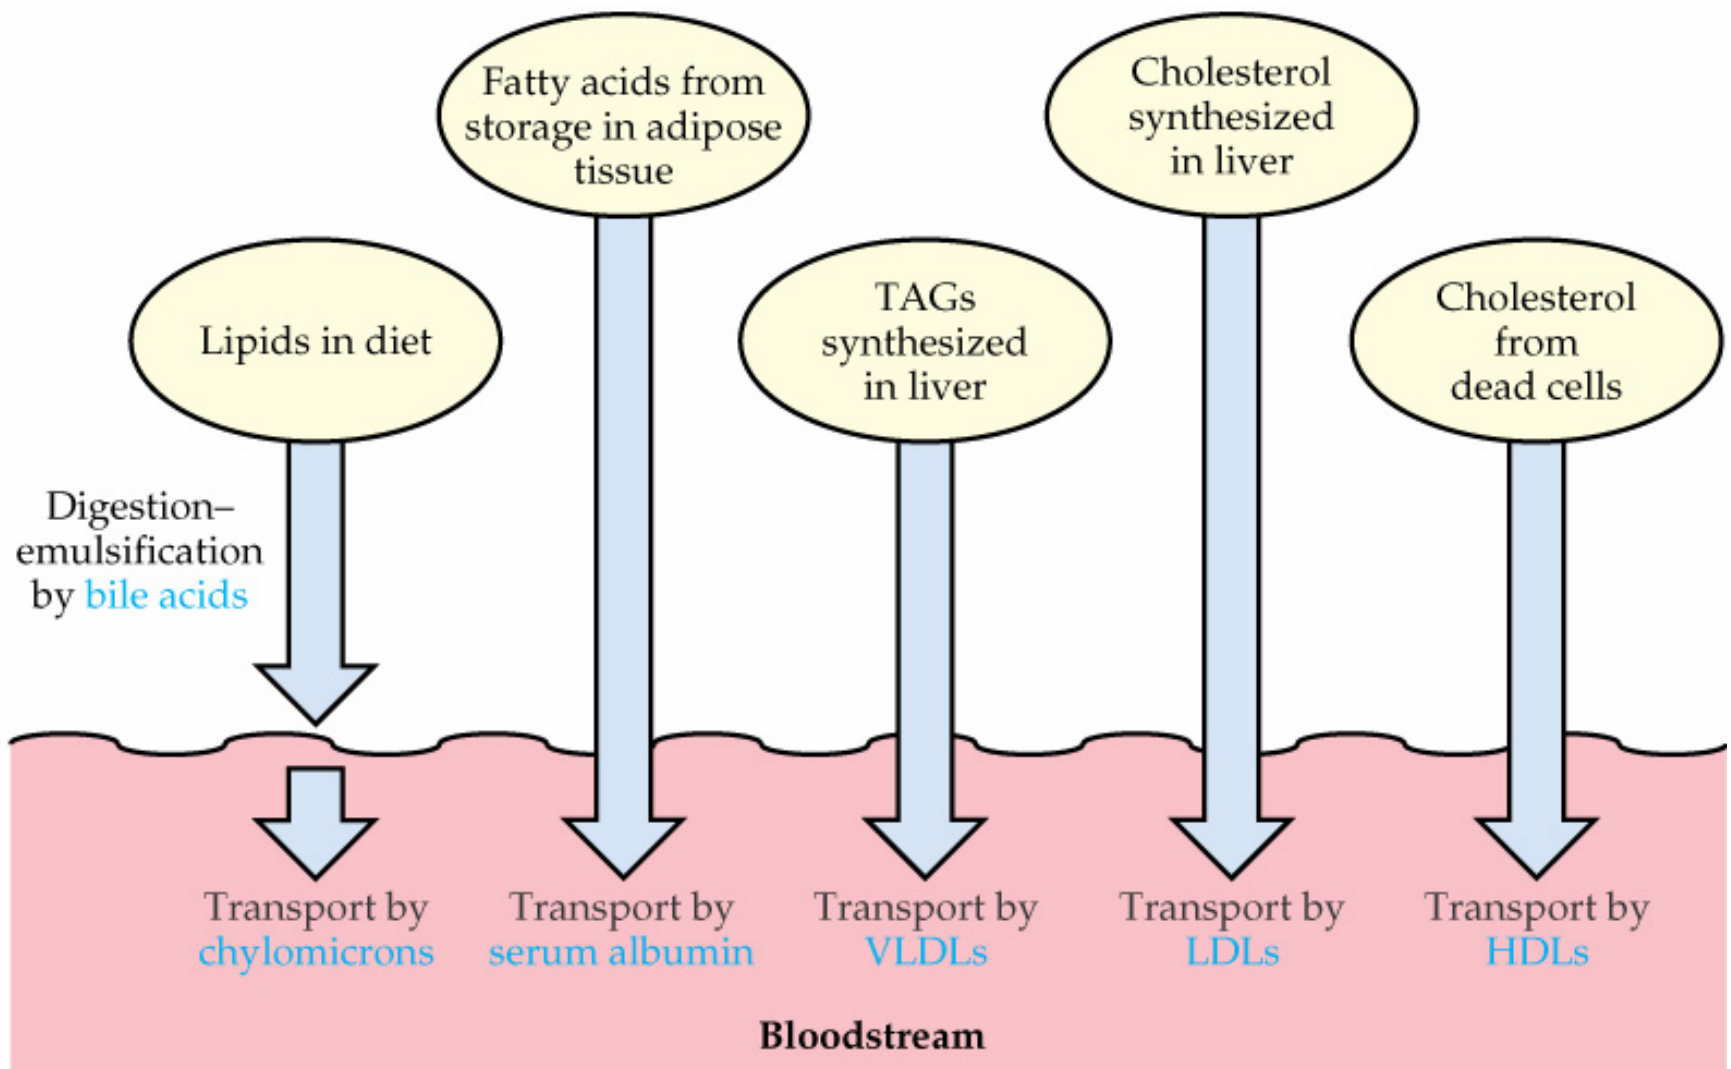 Fatty acids from
storage in adipose
tissue
Cholesterol
synthesized
in liver
Lipids in diet
TAGs
synthesized
in liver
Cholesterol
from
dead cells
Digestion–
emulsification
by bile acids
Transport by
chylomicrons
Transport by
serum albumin
Transport by
VLDLs
Transport by
LDLs
Transport by
HDLs
Bloodstream